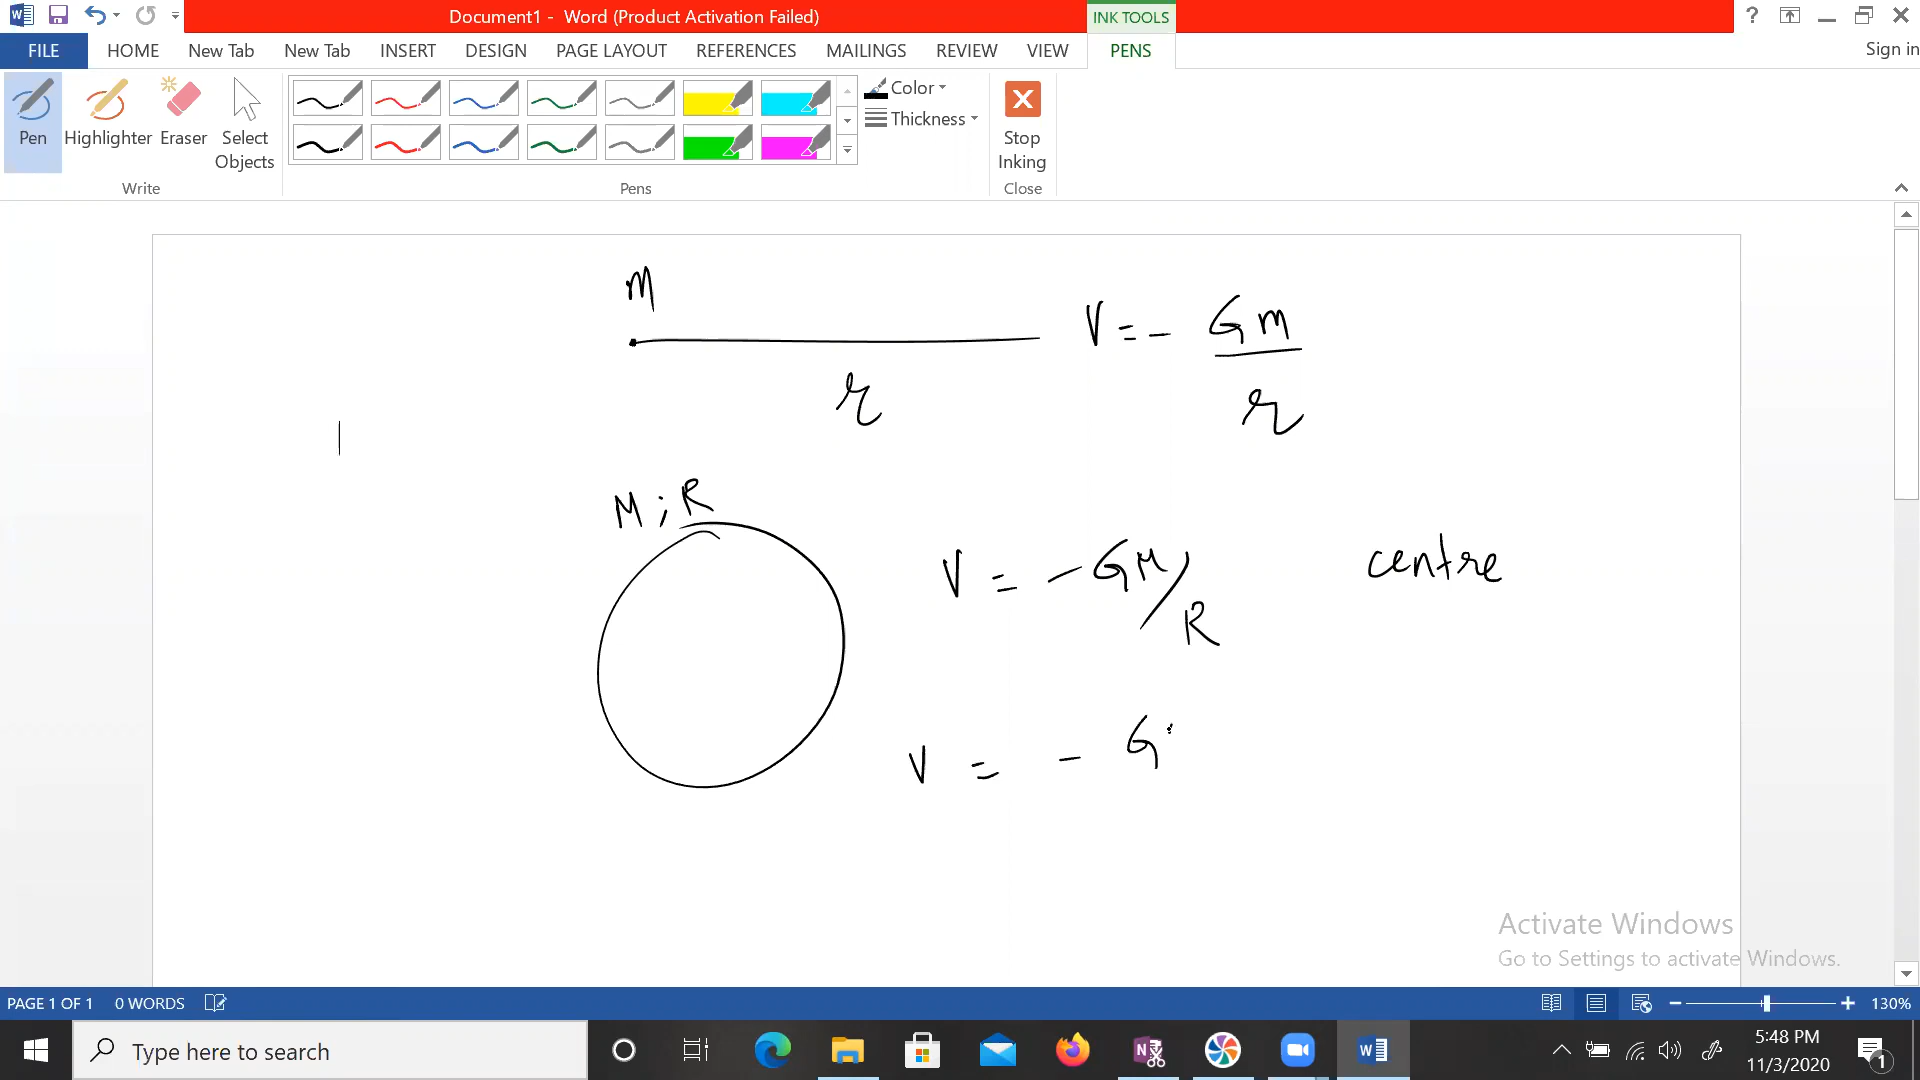 Document1 - Word (Product Activation Failed)
INK TOOLS
?
FILE HOME New Tab New Tab INSERT DESIGN PAGE LAYOUT REFERENCES MAILINGS REVIEW VIEW PENS Sign in
Pen Highlighter Eraser Select Objects
Color
Thickness
Stop Inking
Write Pens Close
m
V = - Gm/r
r
M ; R
V = - GM/R centre
V = - G
Activate Windows
Go to Settings to activate Windows.
PAGE 1 OF 1 0 WORDS 130%
Type here to search
5:48 PM
11/3/2020
1